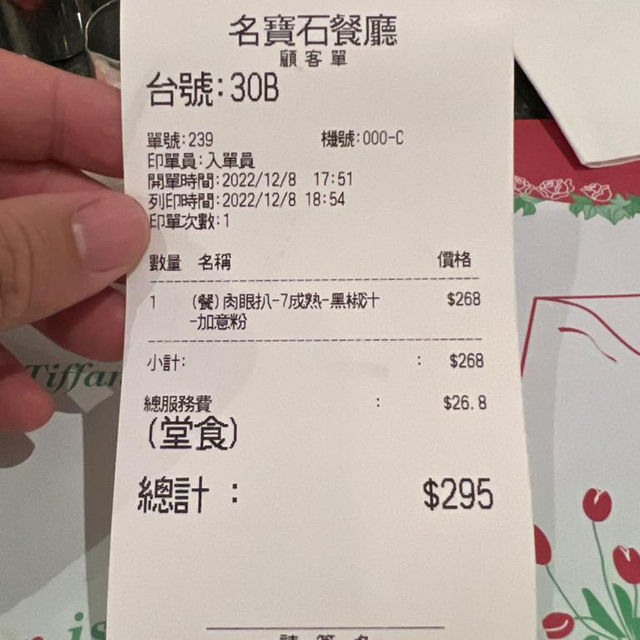 名寶石餐廳
顧客單
台號:30B
單號:239 機號:000-C
印單員:入單員
開單時間:2022/12/8 17:51
列印時間:2022/12/8 18:54
印單次數:1
數量 名稱 價格
1 (餐)肉眼扒-7成熟-黑椒汁 $268
-加意粉
小計: : $268
總服務費 : $26.8
(堂食)
總計 : $295
Tiffan
is